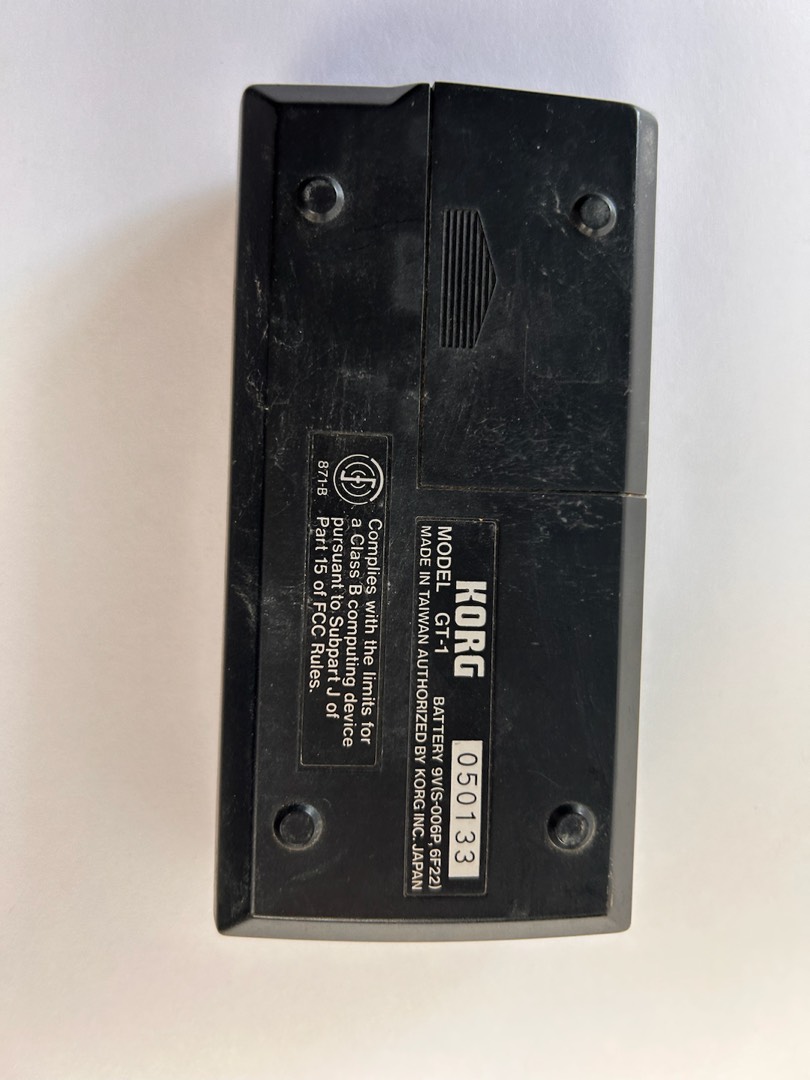 KORG 050133
MODEL GT-1 BATTERY 9V(S-006P, 6F22)
MADE IN TAIWAN AUTHORIZED BY KORG INC. JAPAN
Complies with the limits for
a Class B computing device
pursuant to Subpart J of
Part 15 of FCC Rules.
871-B